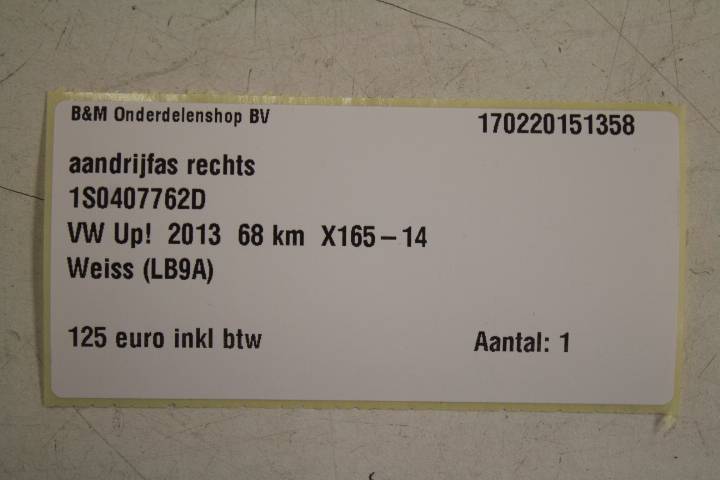 B&M Onderdelenshop BV 170220151358
aandrijfas rechts
1S0407762D
VW Up! 2013 68 km X165-14
Weiss (LB9A)
125 euro inkl btw Aantal: 1